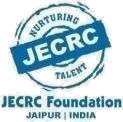 NURTURING
JECRC
TALENT
JECRC Foundation
JAIPUR | INDIA